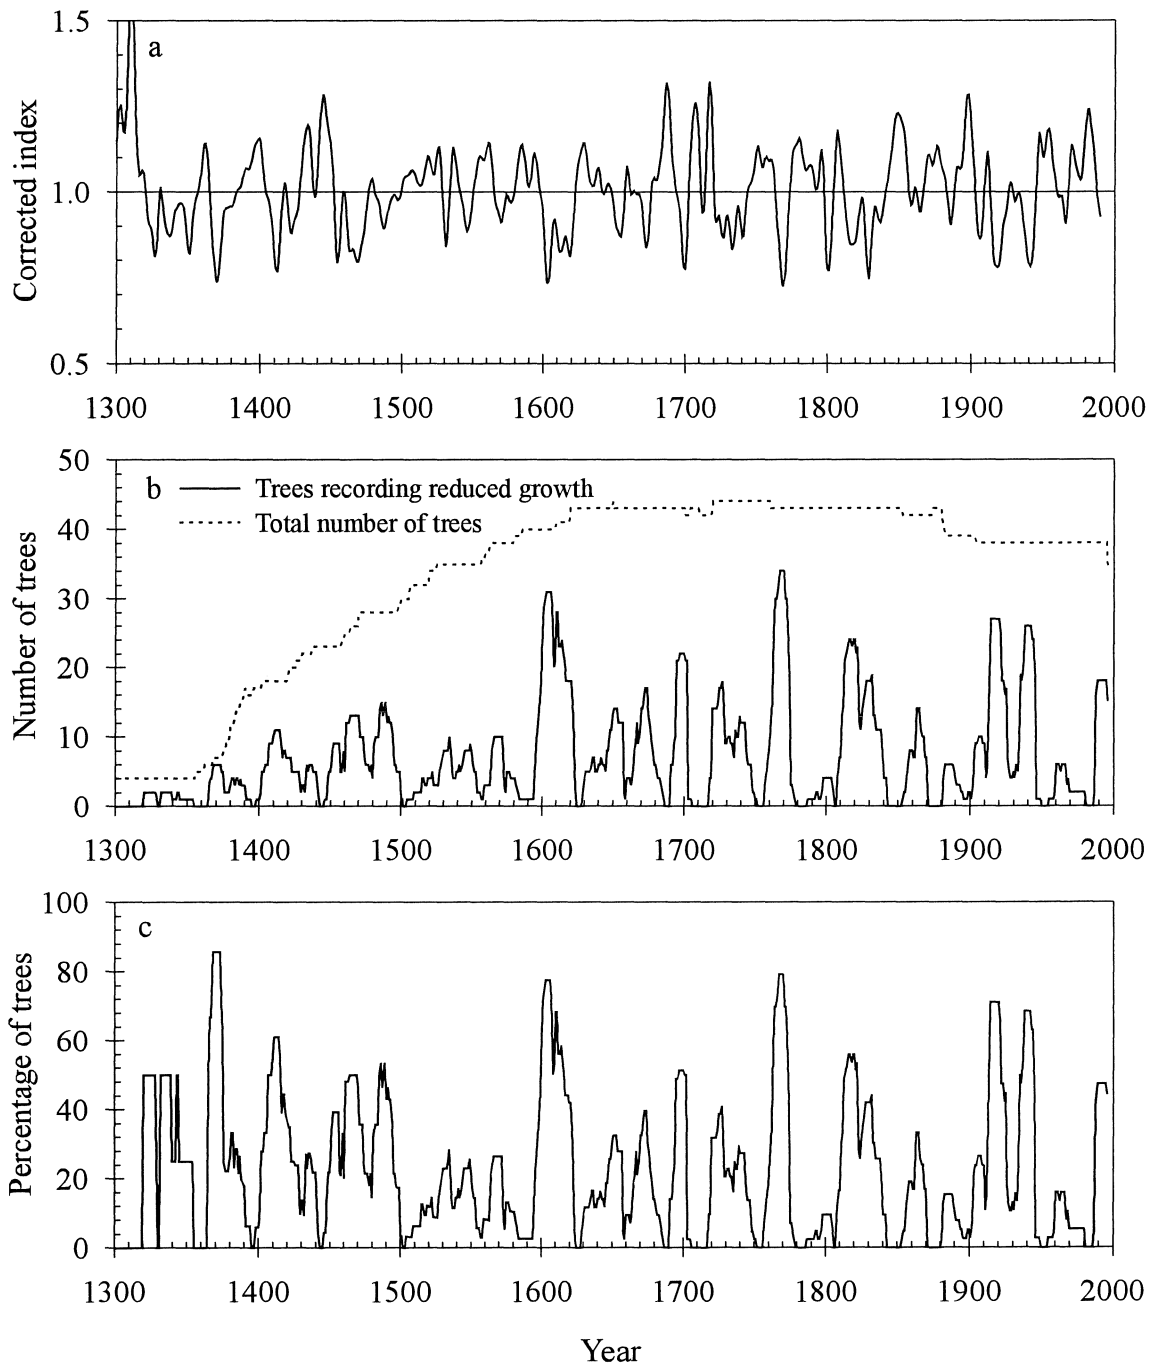 1.5
a
1.0
0.5
Corrected index
1300 1400 1500 1600 1700 1800 1900 2000
50
b Trees recording reduced growth
Total number of trees
40
30
20
10
0
Number of trees
1300 1400 1500 1600 1700 1800 1900 2000
100
c
80
60
40
20
0
Percentage of trees
1300 1400 1500 1600 1700 1800 1900 2000
Year